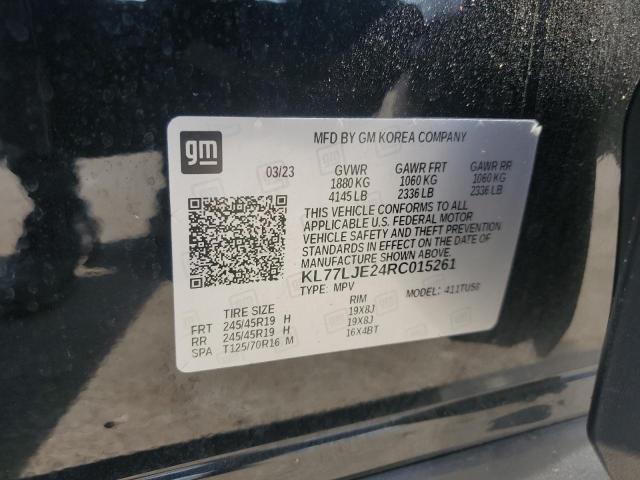 gm
MFD BY GM KOREA COMPANY
03/23 GVWR GAWR FRT GAWR RR
1880 KG 1060 KG 1060 KG
4145 LB 2336 LB 2336 LB
THIS VEHICLE CONFORMS TO ALL
APPLICABLE U.S. FEDERAL MOTOR
VEHICLE SAFETY AND THEFT PREVENTION
STANDARDS IN EFFECT ON THE DATE OF
MANUFACTURE SHOWN ABOVE.
KL77LJE24RC015261
TYPE: MPV MODEL: 411TUS8
TIRE SIZE RIM
FRT 245/45R19 H 19X8J
RR 245/45R19 H 19X8J
SPA T125/70R16 M 16X4BT